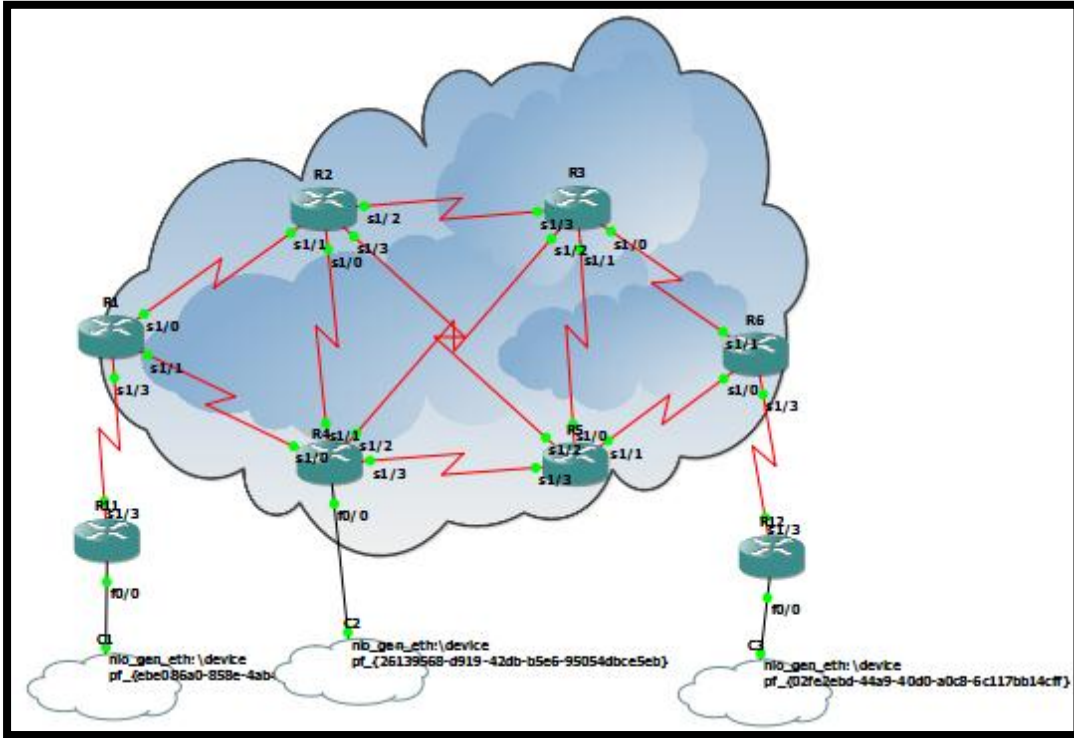 R3
R2
s1/2
s1/3
s1/0
s1/1
s1/3
s1/2
s1/0
s1/1
R1
s1/0
R6
s1/1
s1/1
s1/0
s1/3
s1/3
R4
s1/1
s1/2
R5
s1/0
s1/0
s1/2
s1/1
s1/3
s1/3
R11
s1/3
f0/0
R12
s1/3
f0/0
f0/0
C1
C2
C3
nio_gen_eth:\device
pf_{ebe086a0-858e-4ab-
nio_gen_eth:\device
pf_{26139568-d919-42db-b5e6-95054dbce5eb}
nio_gen_eth:\device
pf_{02fe2ebd-44a9-40d0-a0c8-6c117bb14cff}